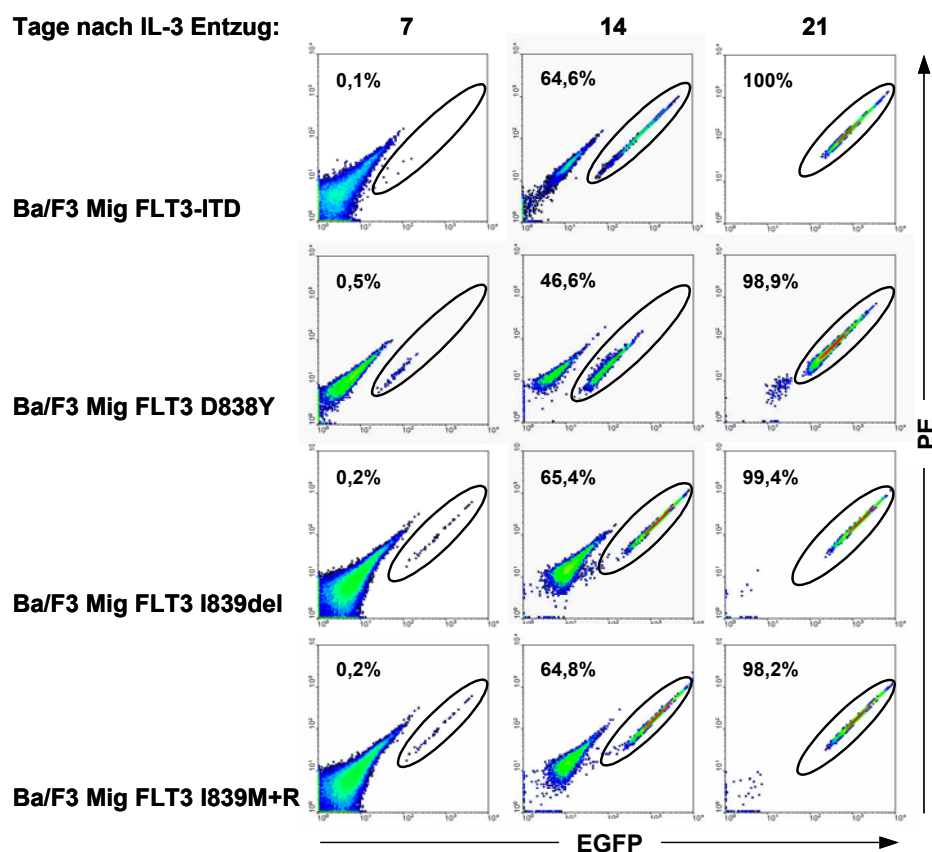 Tage nach IL-3 Entzug: 7 14 21
0,1% 64,6% 100%
Ba/F3 Mig FLT3-ITD
0,5% 46,6% 98,9%
Ba/F3 Mig FLT3 D838Y
0,2% 65,4% 99,4%
Ba/F3 Mig FLT3 I839del
0,2% 64,8% 98,2%
Ba/F3 Mig FLT3 I839M+R
EGFP
PE